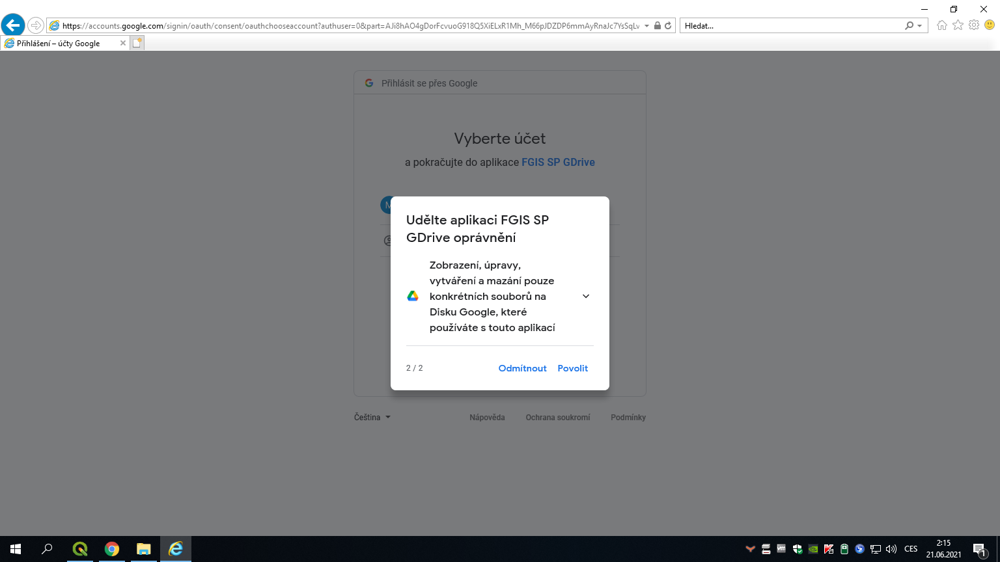 https://accounts.google.com/signin/oauth/consent/oauthchooseaccount?authuser=0&part=AJi8hAO4gDorFcvuoG918Q5XiELxR1Mh_M66pJDZDP6mmAyRnaJc7YsSqLv
Hledat...
Přihlášení – účty Google
Přihlásit se přes Google
Vyberte účet
a pokračujte do aplikace FGIS SP GDrive
M
Udělte aplikaci FGIS SP
GDrive oprávnění
Zobrazení, úpravy,
vytváření a mazání pouze
konkrétních souborů na
Disku Google, které
používáte s touto aplikací
2 / 2
Odmítnout
Povolit
Čeština
Nápověda
Ochrana soukromí
Podmínky
CES
2:15
21.06.2021
1